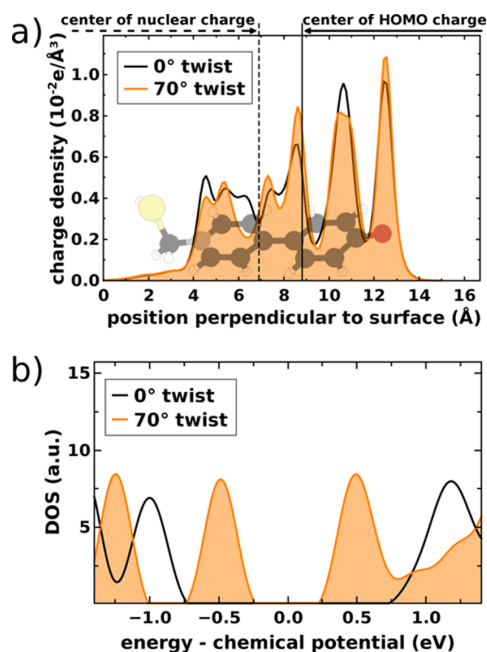 center of nuclear charge center of HOMO charge
a)
0° twist
70° twist
charge density (10⁻²e/Å³)
1.0
0.8
0.6
0.4
0.2
0.0
0 2 4 6 8 10 12 14 16
position perpendicular to surface (Å)
b)
0° twist
70° twist
DOS (a.u.)
15
10
5
−1.0 −0.5 0.0 0.5 1.0
energy - chemical potential (eV)